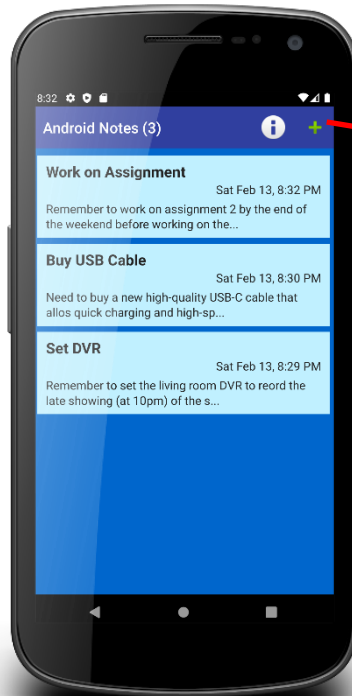 8:32
Android Notes (3)
Work on Assignment
Sat Feb 13, 8:32 PM
Remember to work on assignment 2 by the end of
the weekend before working on the...
Buy USB Cable
Sat Feb 13, 8:30 PM
Need to buy a new high-quality USB-C cable that
allos quick charging and high-sp...
Set DVR
Sat Feb 13, 8:29 PM
Remember to set the living room DVR to reord the
late showing (at 10pm) of the s...